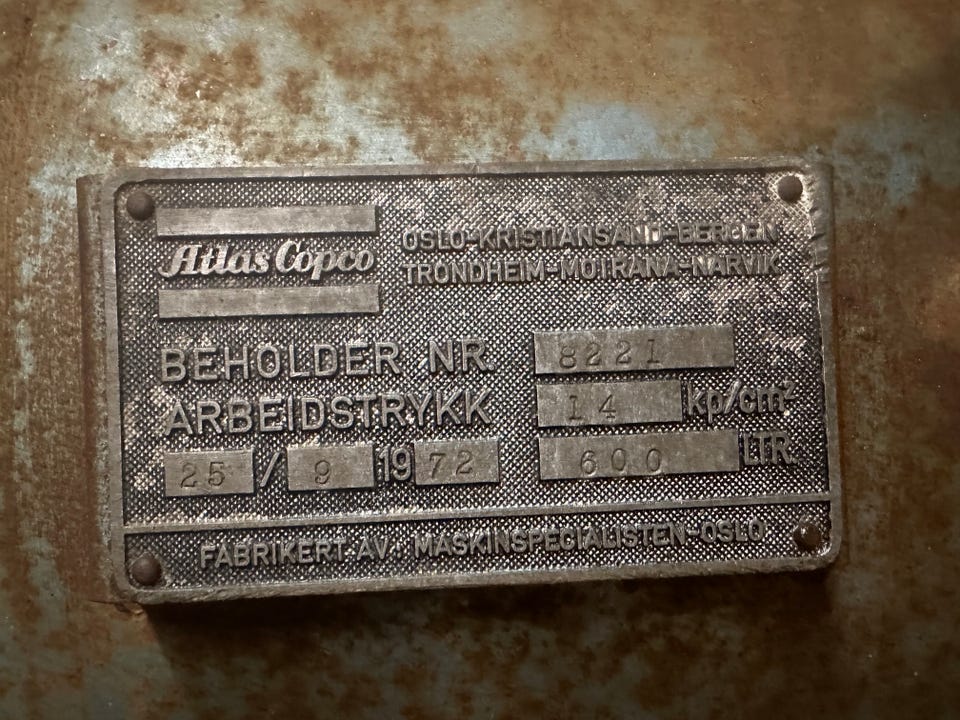 Atlas Copco
OSLO-KRISTIANSAND-BERGEN
TRONDHEIM-MOIRANA-NARVIK
BEHOLDER NR. 8221
ARBEIDSTRYKK 14 kp/cm²
25 / 9 1972 600 LTR.
FABRIKERT AV: MASKINSPECIALISTEN-OSLO